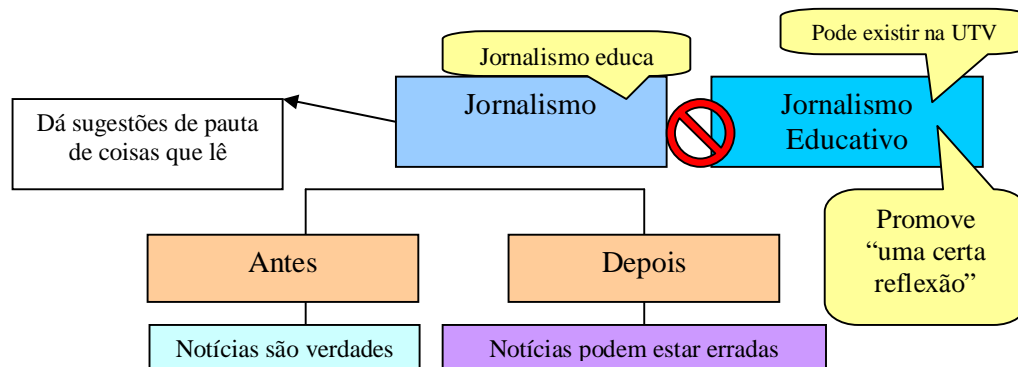 Pode existir na UTV
Jornalismo educa
Jornalismo
Jornalismo
Educativo
Dá sugestões de pauta
de coisas que lê
Promove
“uma certa
reflexão”
Antes
Depois
Notícias são verdades
Notícias podem estar erradas